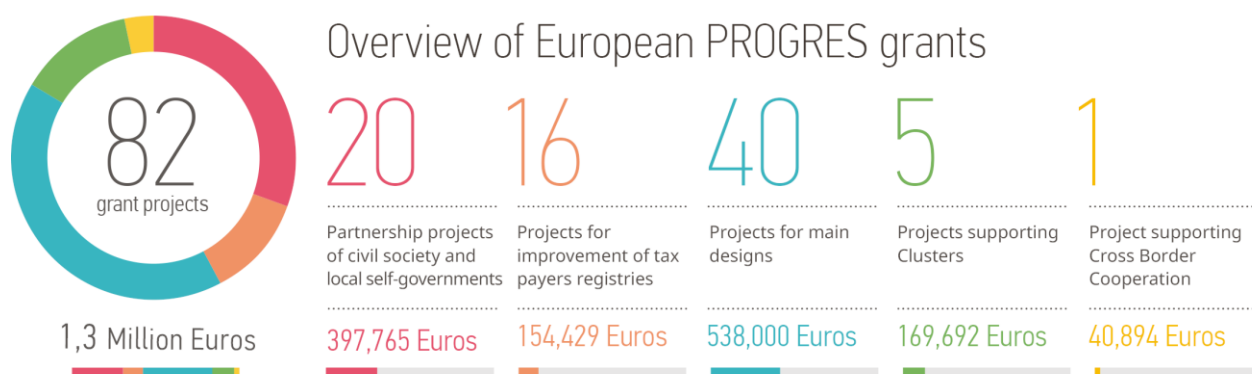 Overview of European PROGRES grants
82
grant projects
1,3 Million Euros
20
Partnership projects
of civil society and
local self-governments
397,765 Euros
16
Projects for
improvement of tax
payers registries
154,429 Euros
40
Projects for main
designs
538,000 Euros
5
Projects supporting
Clusters
169,692 Euros
1
Project supporting
Cross Border
Cooperation
40,894 Euros